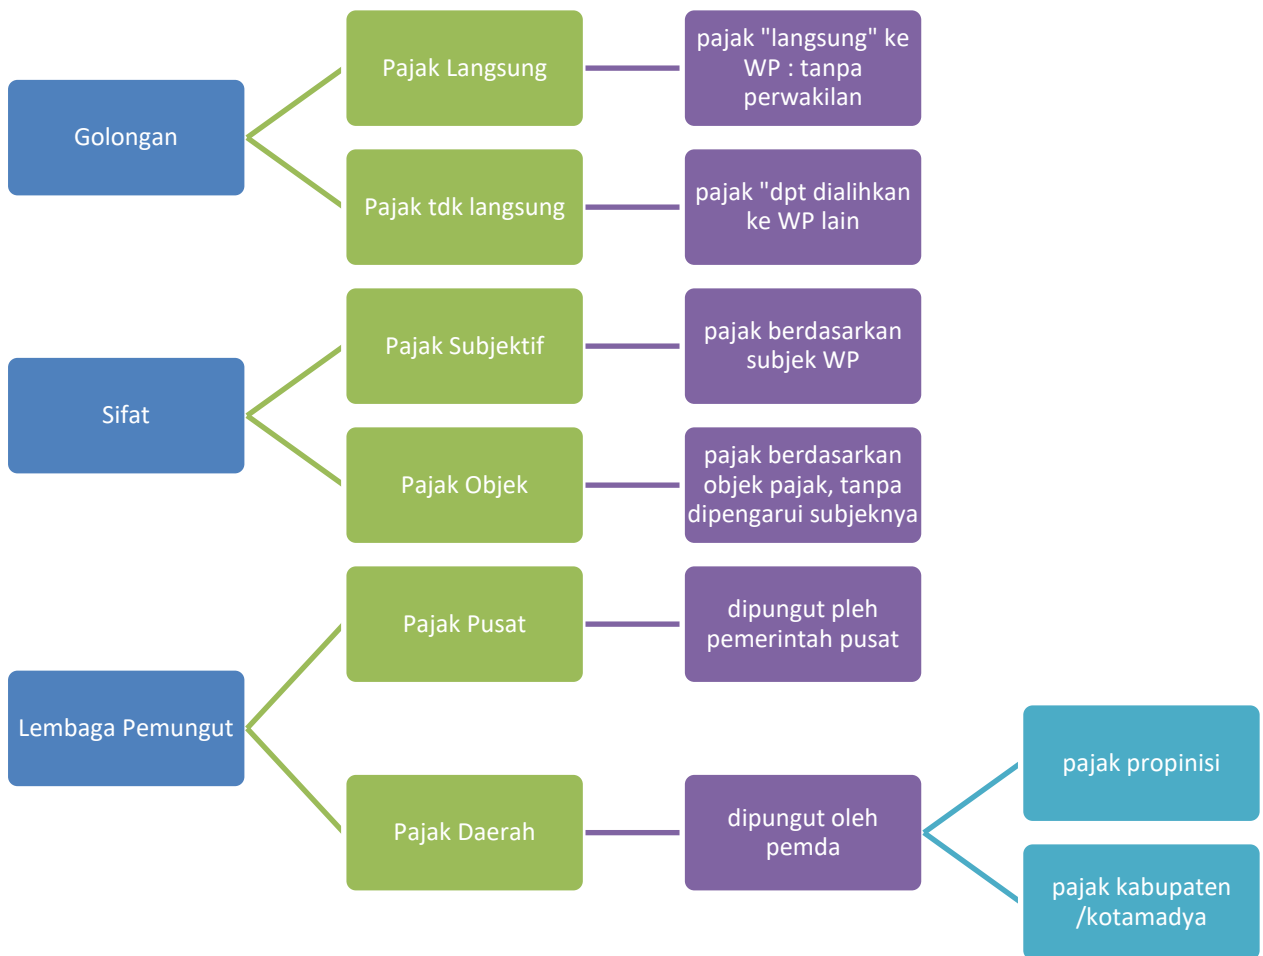 Golongan
Pajak Langsung
pajak "langsung" ke
WP : tanpa
perwakilan
Pajak tdk langsung
pajak "dpt dialihkan
ke WP lain
Sifat
Pajak Subjektif
pajak berdasarkan
subjek WP
Pajak Objek
pajak berdasarkan
objek pajak, tanpa
dipengarui subjeknya
Lembaga Pemungut
Pajak Pusat
dipungut pleh
pemerintah pusat
Pajak Daerah
dipungut oleh
pemda
pajak propinisi
pajak kabupaten
/kotamadya